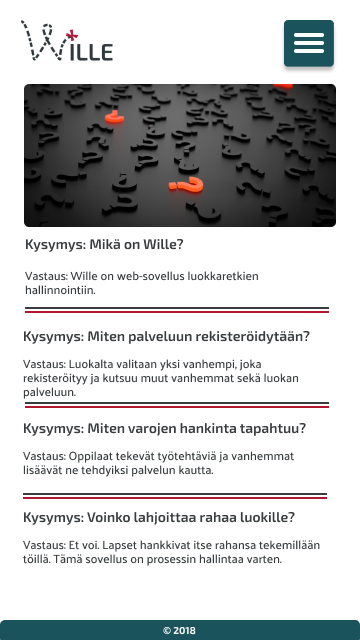 WILLE
Kysymys: Mikä on Wille?
Vastaus: Wille on web-sovellus luokkaretkien
hallinnointiin.
Kysymys: Miten palveluun rekisteröidytään?
Vastaus: Luokalta valitaan yksi vanhempi, joka
rekisteröityy ja kutsuu muut vanhemmat sekä luokan
palveluun.
Kysymys: Miten varojen hankinta tapahtuu?
Vastaus: Oppilaat tekevät työtehtäviä ja vanhemmat
lisäävät ne tehdyiksi palvelun kautta.
Kysymys: Voinko lahjoittaa rahaa luokille?
Vastaus: Et voi. Lapset hankkivat itse rahansa tekemillään
töillä. Tämä sovellus on prosessin hallintaa varten.
© 2018